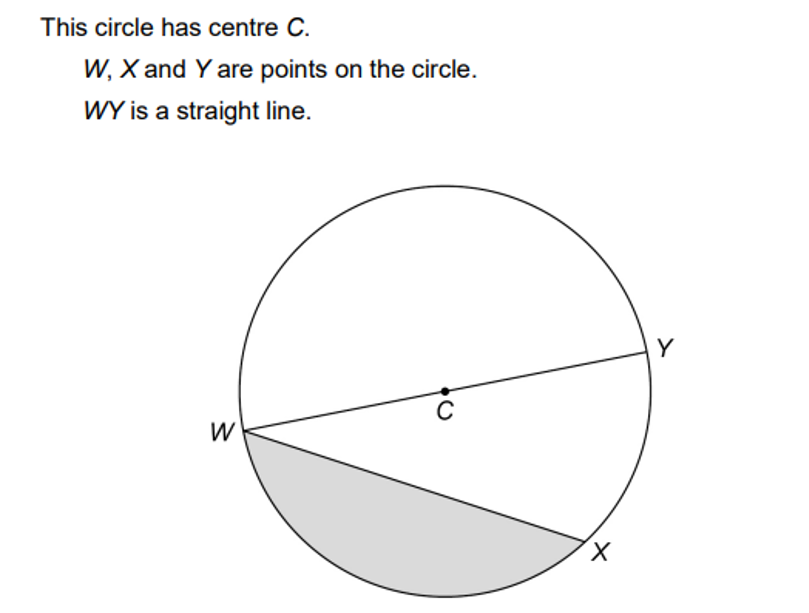 This circle has centre C.
W, X and Y are points on the circle.
WY is a straight line.
Y
C
W
X